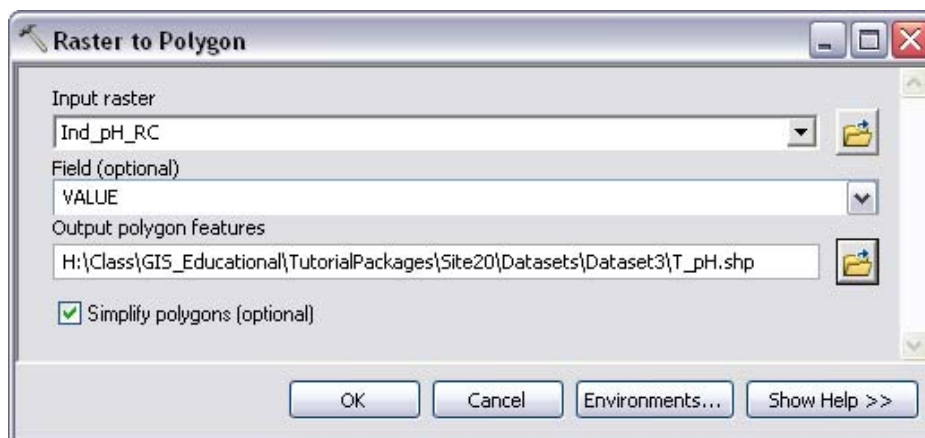 Raster to Polygon
Input raster
Ind_pH_RC
Field (optional)
VALUE
Output polygon features
H:\Class\GIS_Educational\TutorialPackages\Site20\Datasets\Dataset3\T_pH.shp
Simplify polygons (optional)
OK Cancel Environments... Show Help >>